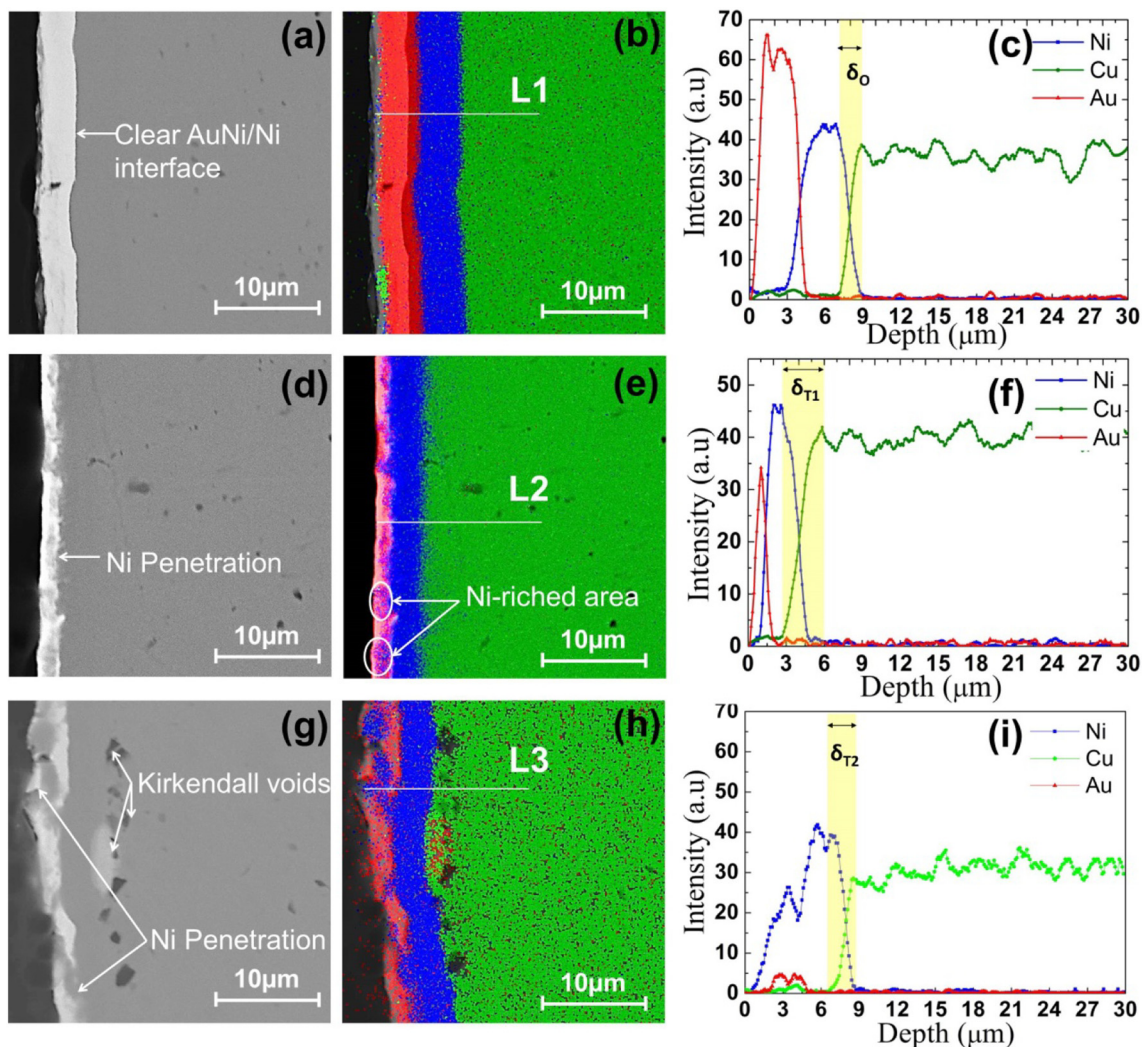 (a)
Clear AuNi/Ni
interface
10μm
(b)
L1
10μm
(c)
70
60
50
40
30
20
10
0
Intensity (a.u)
δO
Ni
Cu
Au
0 3 6 9 12 15 18 21 24 27 30
Depth (μm)
(d)
Ni Penetration
10μm
(e)
L2
Ni-riched area
10μm
(f)
50
40
30
20
10
0
Intensity (a.u)
δT1
Ni
Cu
Au
0 3 6 9 12 15 18 21 24 27 30
Depth (μm)
(g)
Kirkendall voids
Ni Penetration
10μm
(h)
L3
10μm
(i)
70
60
50
40
30
20
10
0
Intensity (a.u)
δT2
Ni
Cu
Au
0 3 6 9 12 15 18 21 24 27 30
Depth (μm)